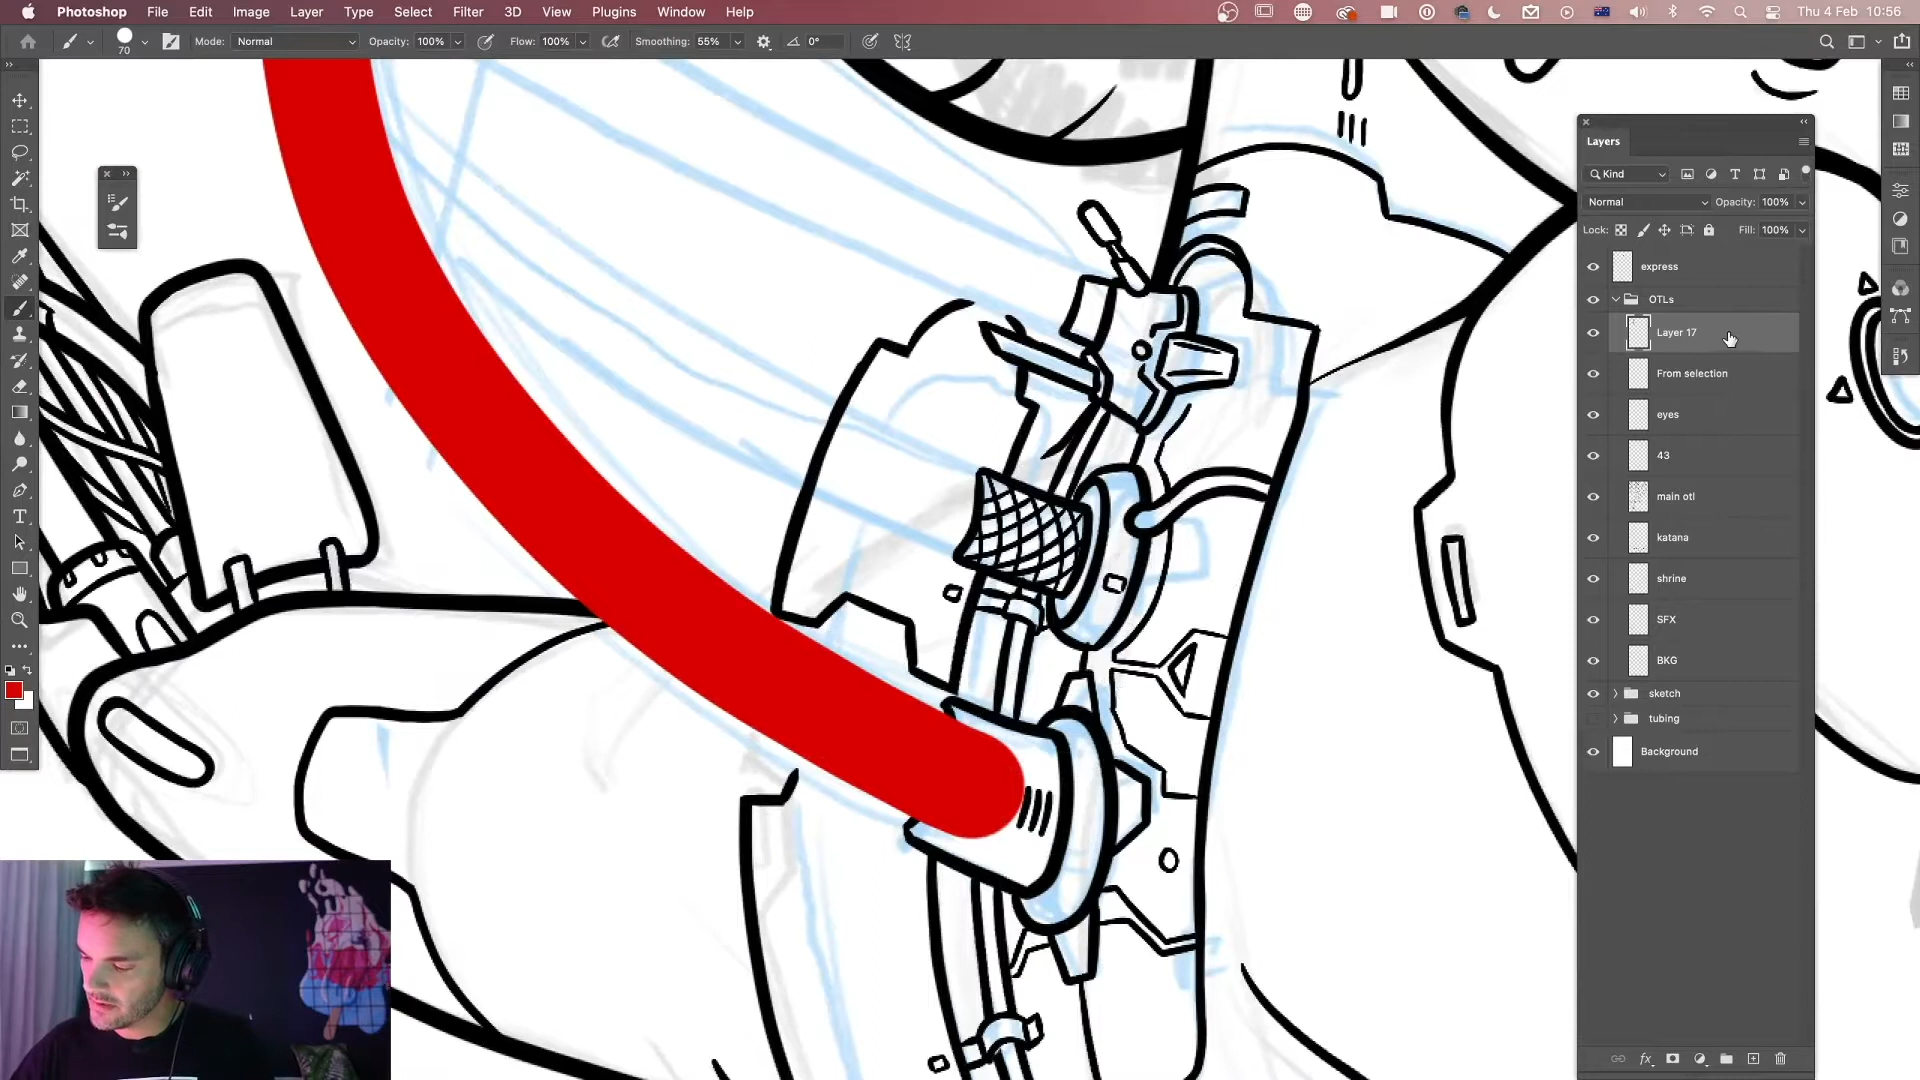 Photoshop File Edit Image Layer Type Select Filter 3D View Plugins Window Help Thu 4 Feb 10:56
70 Mode: Normal Opacity: 100% Flow: 100% Smoothing: 55% 0°
Layers
Kind
Normal Opacity: 100%
Lock: Fill: 100%
express
OTLs
Layer 17
From selection
eyes
43
main otl
katana
shrine
SFX
BKG
sketch
tubing
Background
fx